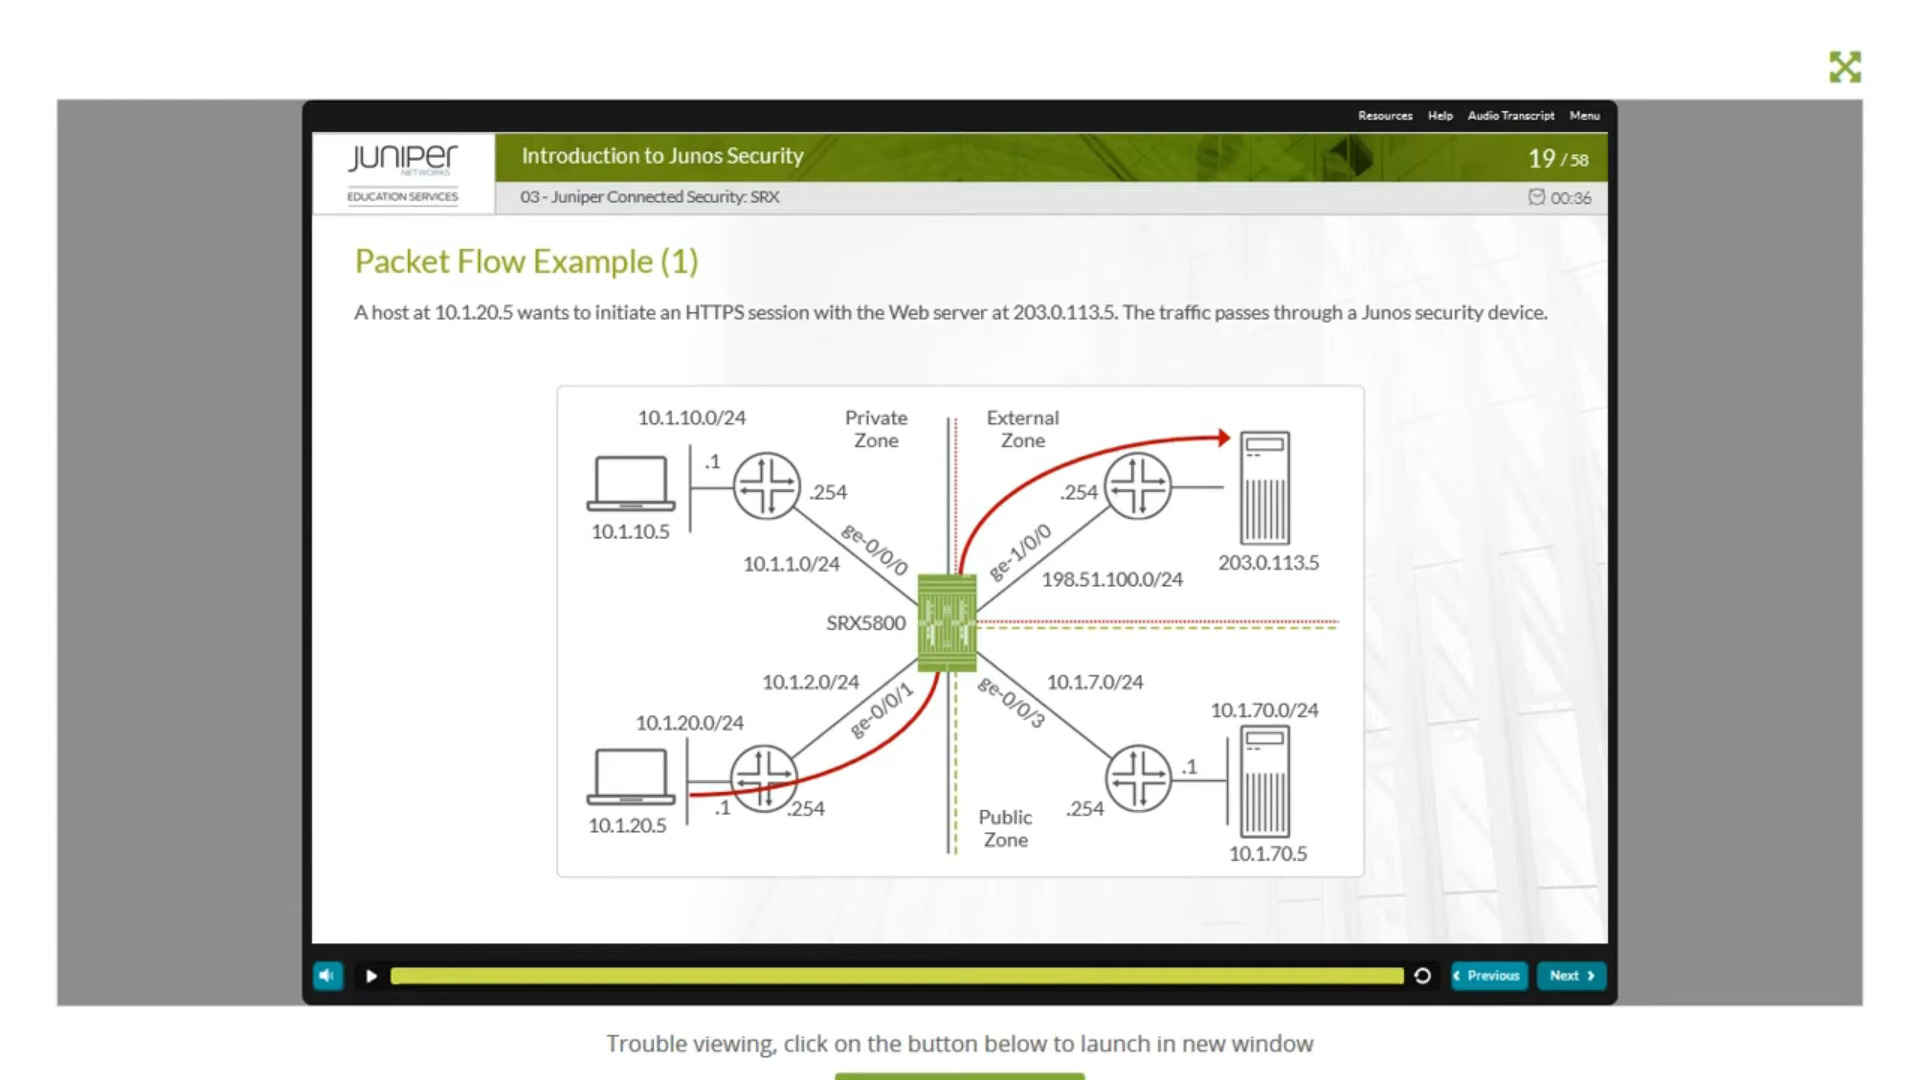 Resources Help Audio Transcript Menu
JUNIPER
NETWORKS
EDUCATION SERVICES
Introduction to Junos Security
19 / 58
03 - Juniper Connected Security: SRX
00:36
Packet Flow Example (1)
A host at 10.1.20.5 wants to initiate an HTTPS session with the Web server at 203.0.113.5. The traffic passes through a Junos security device.
10.1.10.0/24
Private
Zone
External
Zone
.1
.254
.254
10.1.10.5
ge-0/0/0
ge-1/0/0
10.1.1.0/24
198.51.100.0/24
203.0.113.5
SRX5800
10.1.2.0/24
ge-0/0/1
ge-0/0/3
10.1.7.0/24
10.1.20.0/24
10.1.70.0/24
.1
.1
.254
.254
10.1.20.5
Public
Zone
10.1.70.5
Previous
Next
Trouble viewing, click on the button below to launch in new window